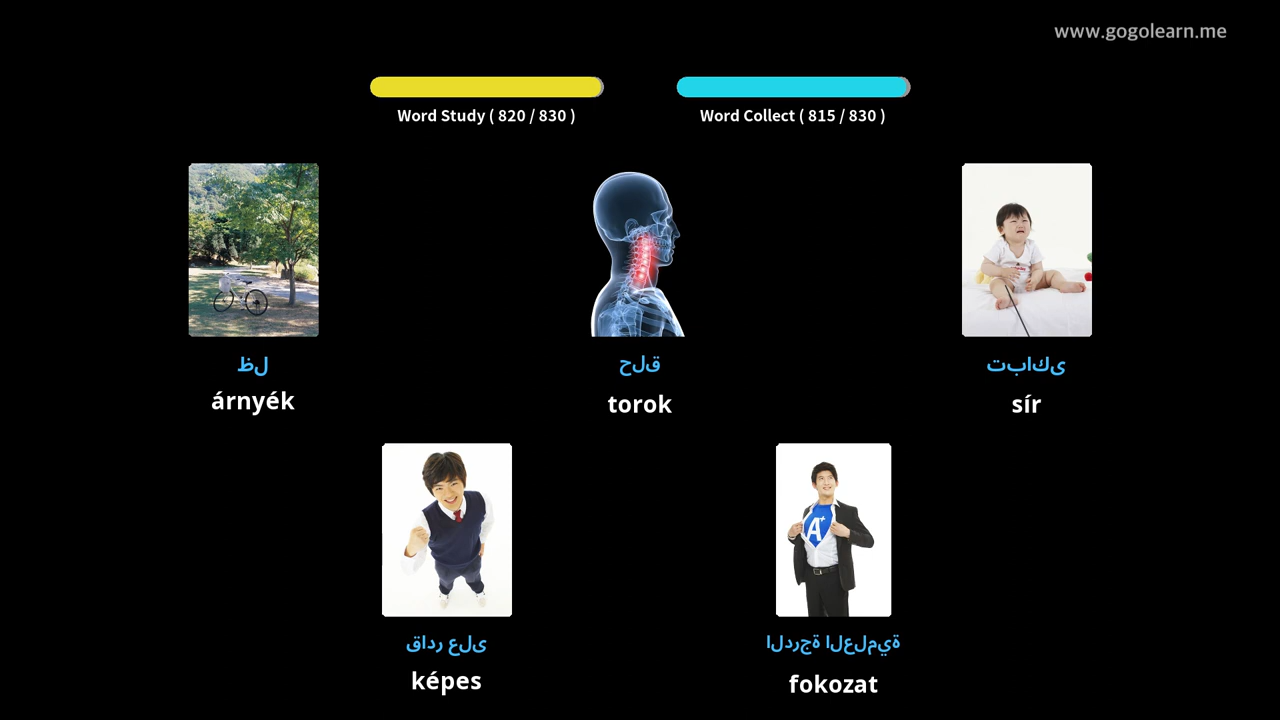 www.gogolearn.me
Word Study ( 820 / 830 )
Word Collect ( 815 / 830 )
ظل
árnyék
حلق
torok
تباكى
sír
A+
قادر على
képes
الدرجة العلمية
fokozat